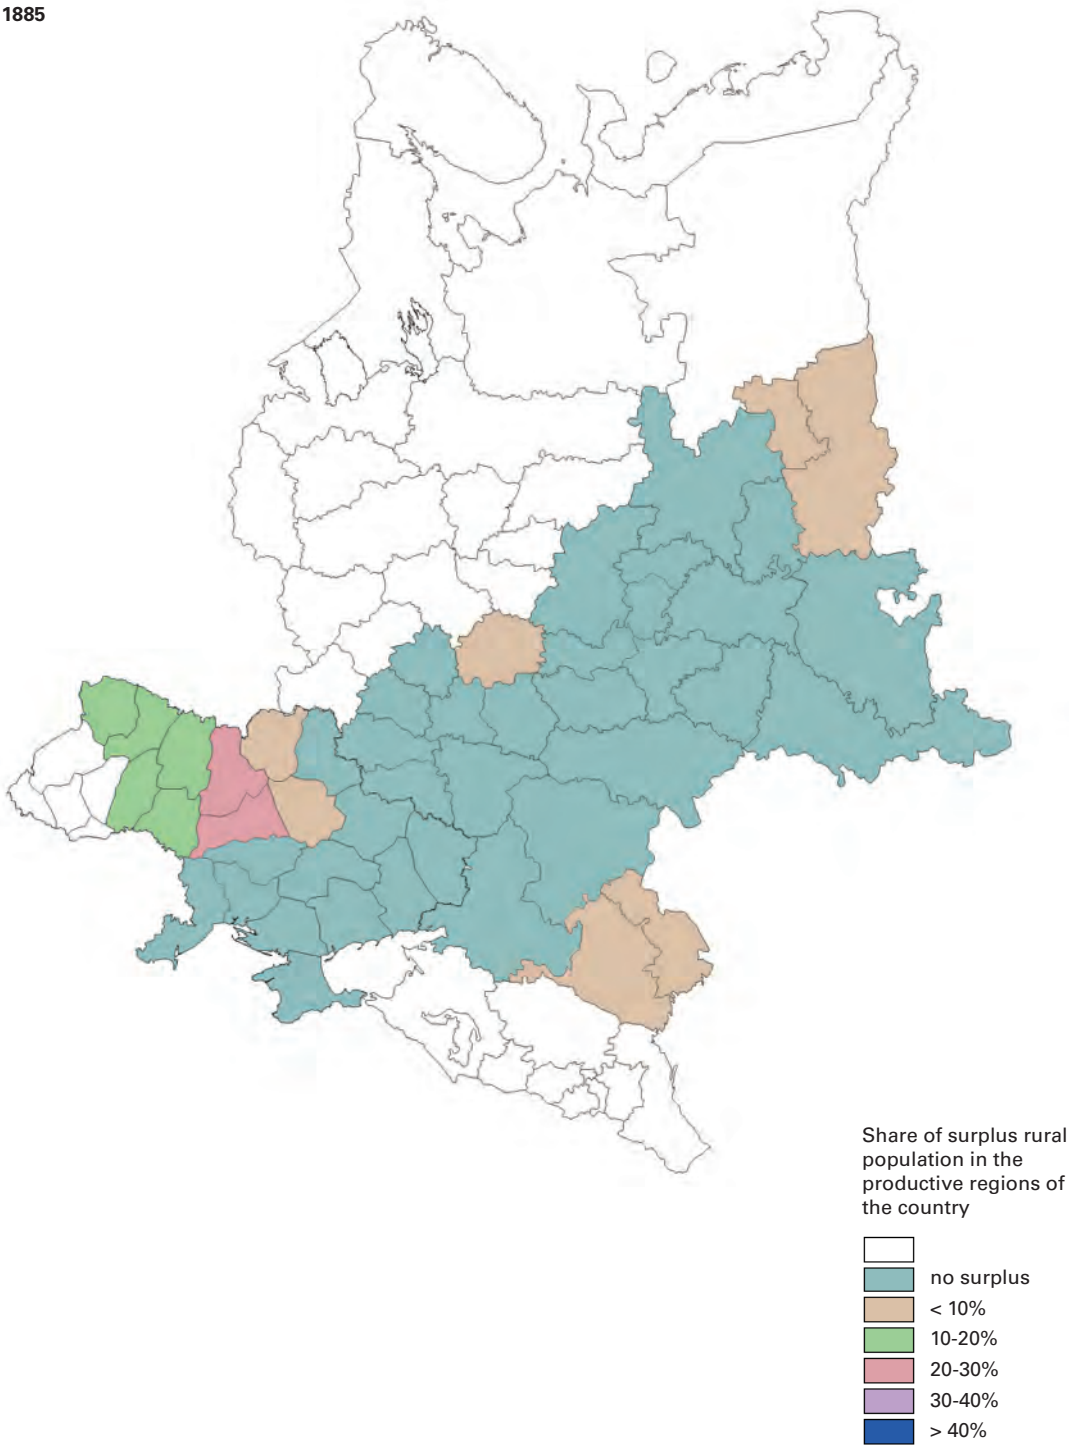 1885
Share of surplus rural
population in the
productive regions of
the country
no surplus
< 10%
10-20%
20-30%
30-40%
> 40%